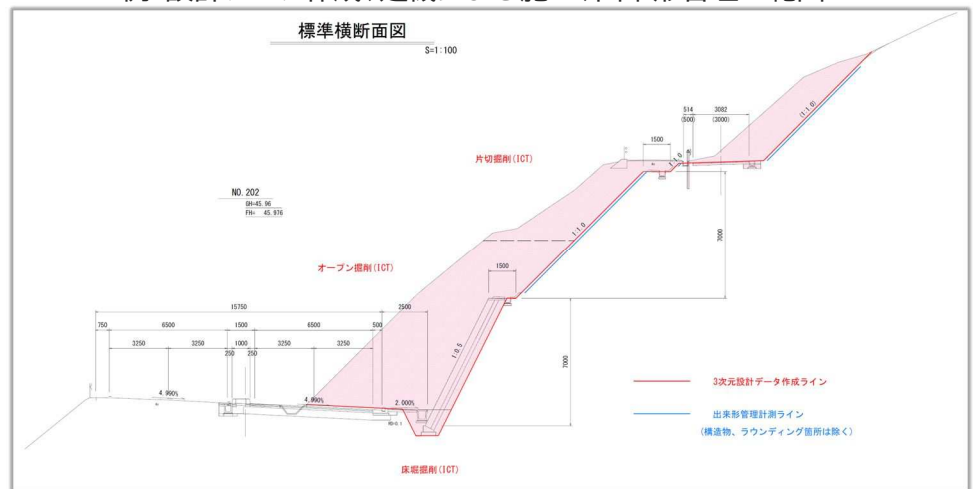 標準横断面図
S=1:100
514
3082
(500)
(3000)
(1:1.0)
1500
1:1.0
片切掘削(ICT)
NO.202
GH=45.96
FH= 45.976
1:1.0
7000
オープン掘削(ICT)
1500
15750
2500
750
6500
1500
6500
500
3250
3250
1000
3250
3250
250
250
1:0.5
7000
4.990%
4.990%
2.000%
3次元設計データ作成ライン
出来形管理計測ライン
(構造物、ラウンディング箇所は除く)
床堀掘削(ICT)